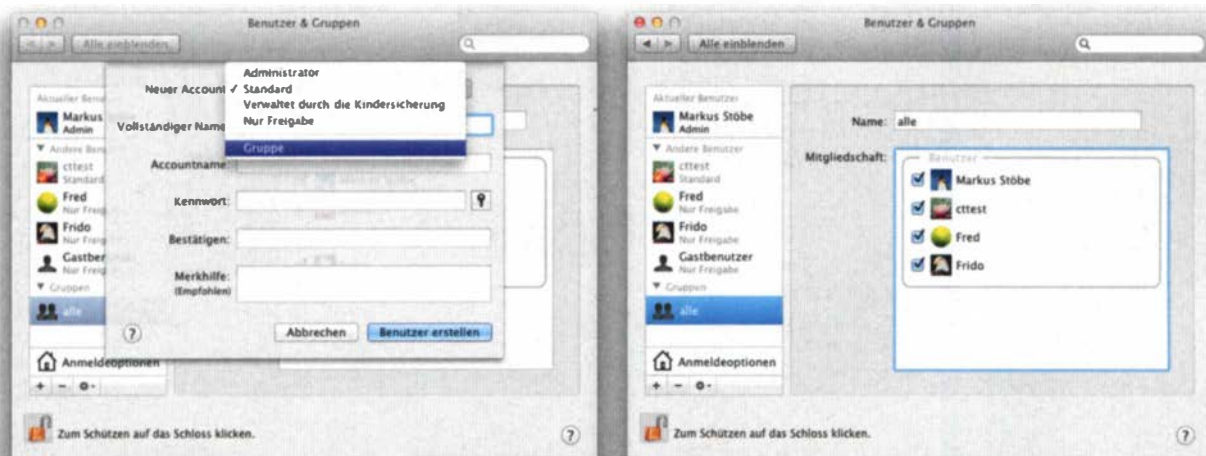 Benutzer & Gruppen
Alle einblenden
Neuer Account
Administrator
✓ Standard
Verwaltet durch die Kindersicherung
Nur Freigabe
Gruppe
Vollständiger Name
Accountname:
Kennwort:
Bestätigen:
Merkhilfe:
(Empfohlen)
?
Abbrechen
Benutzer erstellen
Aktueller
Markus
Admin
Andere
cttest
Standard
Fred
Nur
Frido
Nur
Nur
Gruppen
alle
Anmeldeoptionen
+ −
Zum Schützen auf das Schloss klicken.
?
Benutzer & Gruppen
Alle einblenden
Aktueller Benutzer
Markus Stöbe
Admin
Andere Benutzer
cttest
Standard
Fred
Nur Freigabe
Frido
Nur Freigabe
Gastbenutzer
Nur Freigabe
Gruppen
alle
Anmeldeoptionen
+ −
Name: alle
Mitgliedschaft:
Benutzer
Markus Stöbe
cttest
Fred
Frido
Zum Schützen auf das Schloss klicken.
?